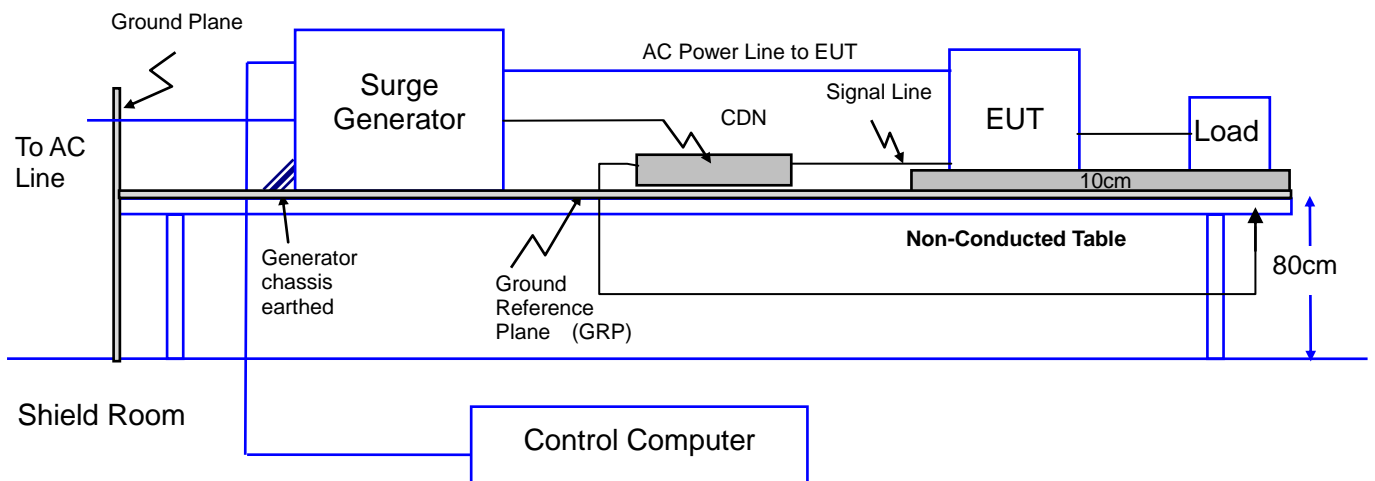 Ground Plane
AC Power Line to EUT
Surge
Generator
Signal Line
CDN
EUT
Load
To AC
Line
10cm
Non-Conducted Table
Generator
chassis
earthed
Ground
Reference
Plane (GRP)
80cm
Shield Room
Control Computer